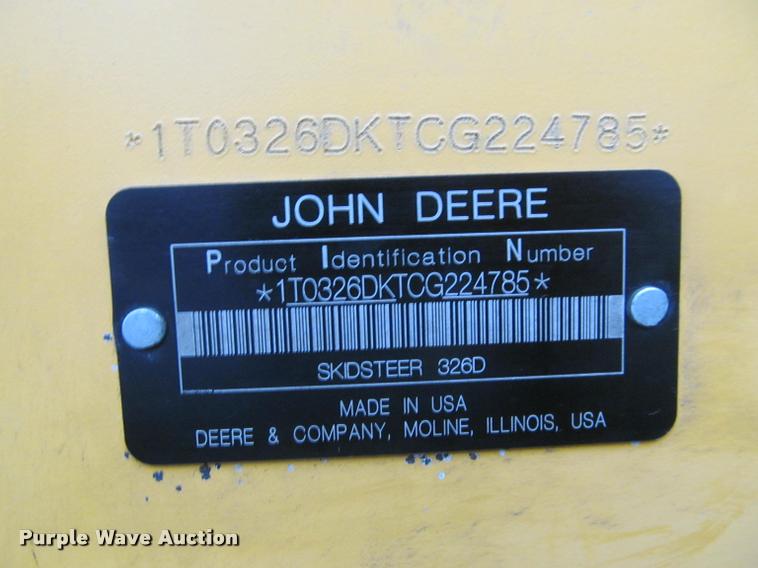 *1T0326DKTCG224785*
JOHN DEERE
Product Identification Number
*1T0326DKTCG224785*
SKIDSTEER 326D
MADE IN USA
DEERE & COMPANY, MOLINE, ILLINOIS, USA
Purple Wave Auction